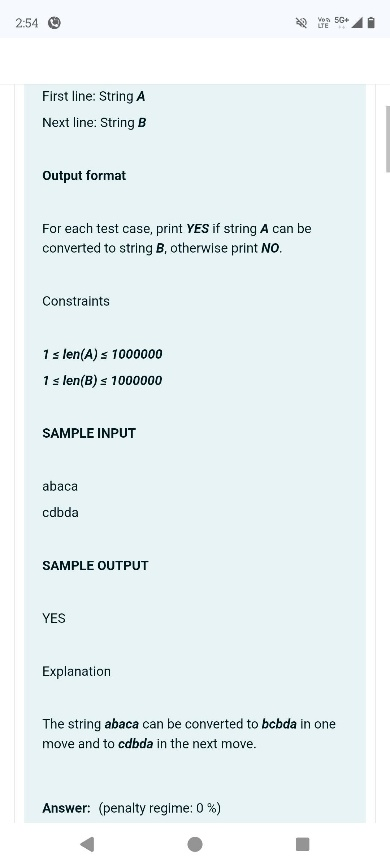 2:54
Vo))
LTE
5G+
First line: String A
Next line: String B
Output format
For each test case, print YES if string A can be
converted to string B, otherwise print NO.
Constraints
1 ≤ len(A) ≤ 1000000
1 ≤ len(B) ≤ 1000000
SAMPLE INPUT
abaca
cdbda
SAMPLE OUTPUT
YES
Explanation
The string abaca can be converted to bcbda in one
move and to cdbda in the next move.
Answer: (penalty regime: 0 %)